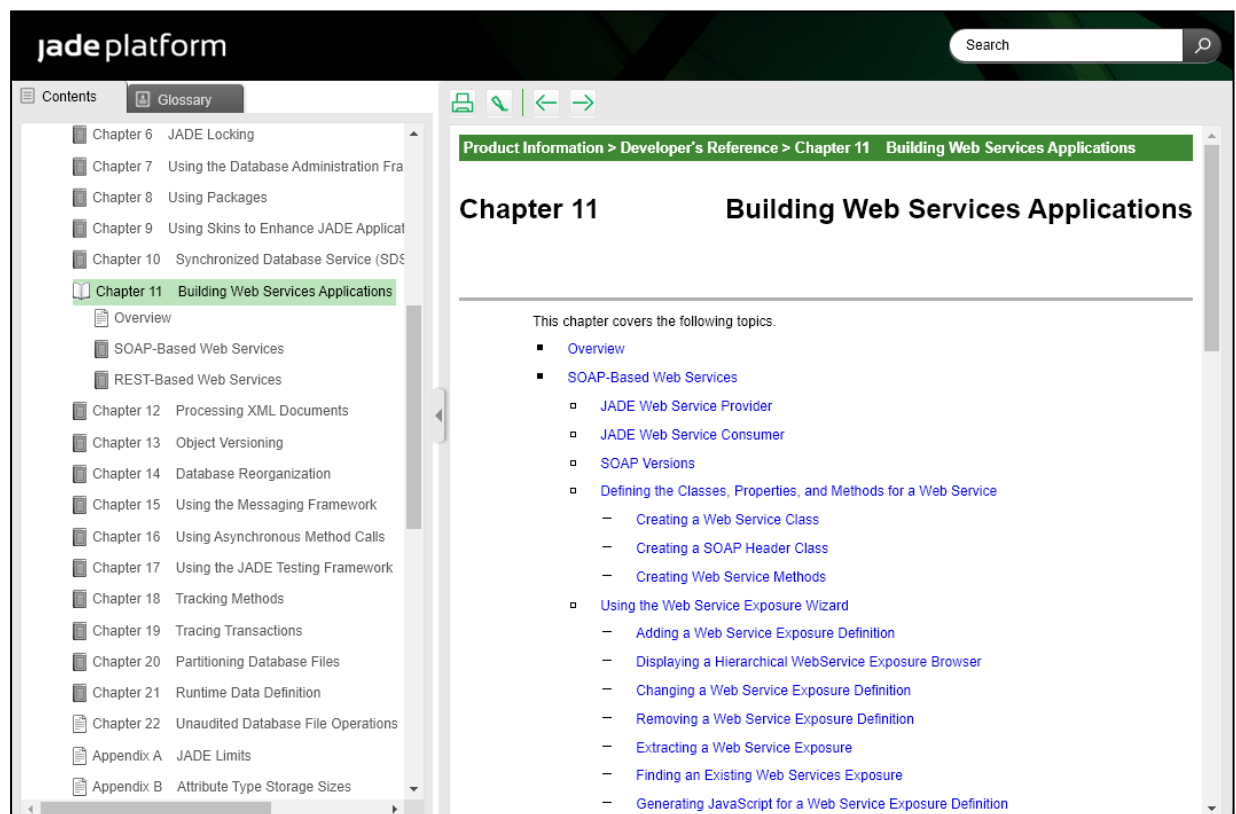 jade platform
Search
Contents
Glossary
Chapter 6 JADE Locking
Chapter 7 Using the Database Administration Fra
Chapter 8 Using Packages
Chapter 9 Using Skins to Enhance JADE Applicat
Chapter 10 Synchronized Database Service (SDS
Chapter 11 Building Web Services Applications
Overview
SOAP-Based Web Services
REST-Based Web Services
Chapter 12 Processing XML Documents
Chapter 13 Object Versioning
Chapter 14 Database Reorganization
Chapter 15 Using the Messaging Framework
Chapter 16 Using Asynchronous Method Calls
Chapter 17 Using the JADE Testing Framework
Chapter 18 Tracking Methods
Chapter 19 Tracing Transactions
Chapter 20 Partitioning Database Files
Chapter 21 Runtime Data Definition
Chapter 22 Unaudited Database File Operations
Appendix A JADE Limits
Appendix B Attribute Type Storage Sizes
Product Information > Developer's Reference > Chapter 11 Building Web Services Applications
Chapter 11 Building Web Services Applications
This chapter covers the following topics.
Overview
SOAP-Based Web Services
JADE Web Service Provider
JADE Web Service Consumer
SOAP Versions
Defining the Classes, Properties, and Methods for a Web Service
Creating a Web Service Class
Creating a SOAP Header Class
Creating Web Service Methods
Using the Web Service Exposure Wizard
Adding a Web Service Exposure Definition
Displaying a Hierarchical WebService Exposure Browser
Changing a Web Service Exposure Definition
Removing a Web Service Exposure Definition
Extracting a Web Service Exposure
Finding an Existing Web Services Exposure
Generating JavaScript for a Web Service Exposure Definition